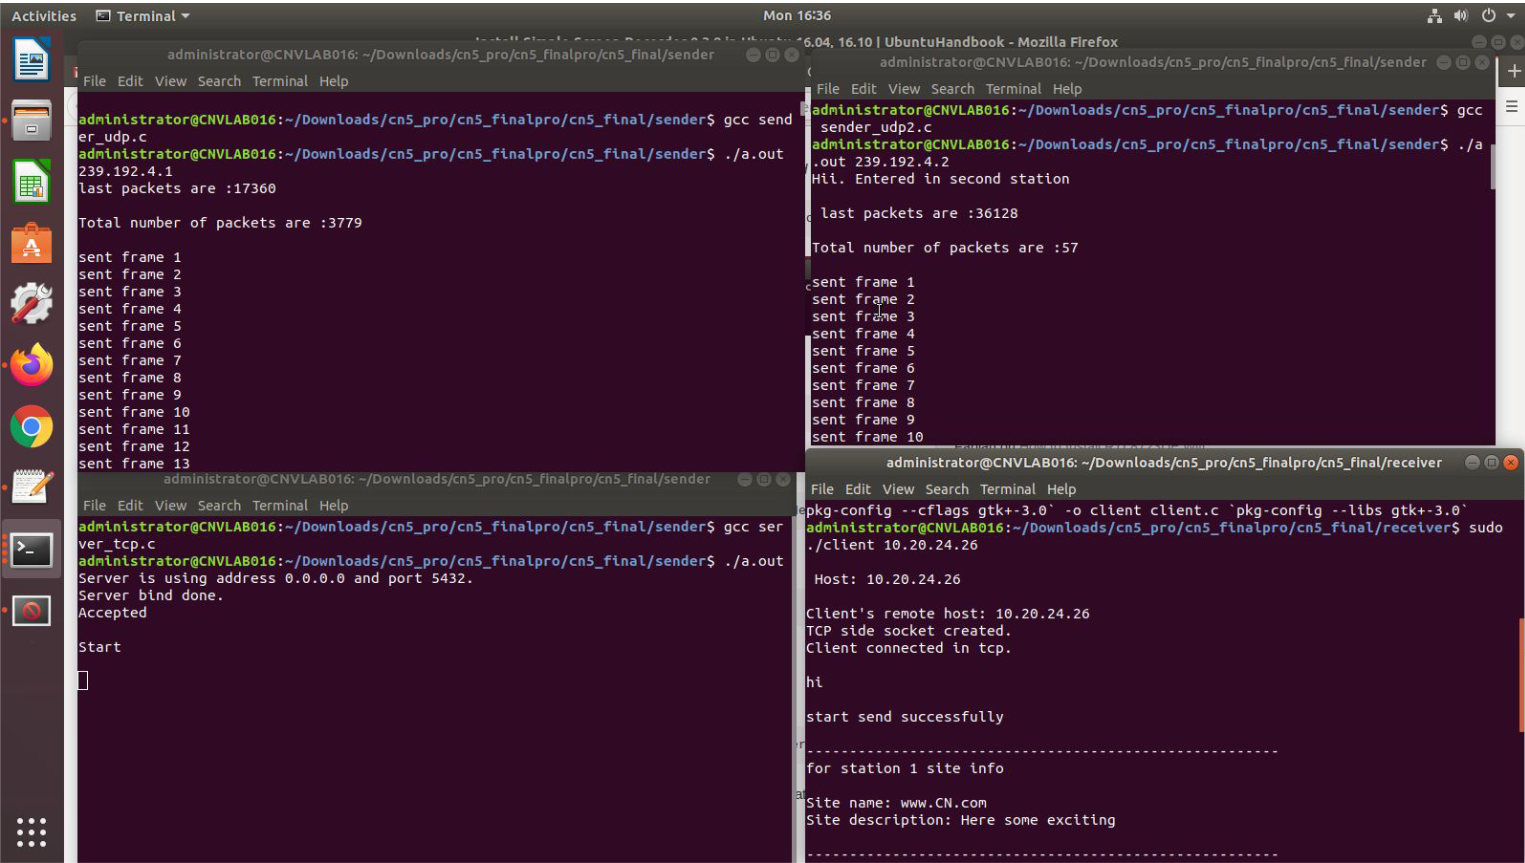 Activities
Terminal
Mon 16:36
16.04, 16.10 | UbuntuHandbook - Mozilla Firefox
administrator@CNVLAB016: ~/Downloads/cn5_pro/cn5_finalpro/cn5_final/sender
File Edit View Search Terminal Help
administrator@CNVLAB016:~/Downloads/cn5_pro/cn5_finalpro/cn5_final/sender$ gcc send
er_udp.c
administrator@CNVLAB016:~/Downloads/cn5_pro/cn5_finalpro/cn5_final/sender$ ./a.out
239.192.4.1
last packets are :17360
Total number of packets are :3779
sent frame 1
sent frame 2
sent frame 3
sent frame 4
sent frame 5
sent frame 6
sent frame 7
sent frame 8
sent frame 9
sent frame 10
sent frame 11
sent frame 12
sent frame 13
administrator@CNVLAB016: ~/Downloads/cn5_pro/cn5_finalpro/cn5_final/sender
File Edit View Search Terminal Help
administrator@CNVLAB016:~/Downloads/cn5_pro/cn5_finalpro/cn5_final/sender$ gcc
sender_udp2.c
administrator@CNVLAB016:~/Downloads/cn5_pro/cn5_finalpro/cn5_final/sender$ ./a
.out 239.192.4.2
Hii. Entered in second station
last packets are :36128
Total number of packets are :57
sent frame 1
sent frame 2
sent frame 3
sent frame 4
sent frame 5
sent frame 6
sent frame 7
sent frame 8
sent frame 9
sent frame 10
administrator@CNVLAB016: ~/Downloads/cn5_pro/cn5_finalpro/cn5_final/sender
File Edit View Search Terminal Help
administrator@CNVLAB016:~/Downloads/cn5_pro/cn5_finalpro/cn5_final/sender$ gcc ser
ver_tcp.c
administrator@CNVLAB016:~/Downloads/cn5_pro/cn5_finalpro/cn5_final/sender$ ./a.out
Server is using address 0.0.0.0 and port 5432.
Server bind done.
Accepted
Start
administrator@CNVLAB016: ~/Downloads/cn5_pro/cn5_finalpro/cn5_final/receiver
File Edit View Search Terminal Help
pkg-config --cflags gtk+-3.0` -o client client.c `pkg-config --libs gtk+-3.0`
administrator@CNVLAB016:~/Downloads/cn5_pro/cn5_finalpro/cn5_final/receiver$ sudo
./client 10.20.24.26
Host: 10.20.24.26
Client's remote host: 10.20.24.26
TCP side socket created.
Client connected in tcp.
hi
start send successfully
-------------------------------------------------------
for station 1 site info
Site name: www.CN.com
Site description: Here some exciting
-------------------------------------------------------